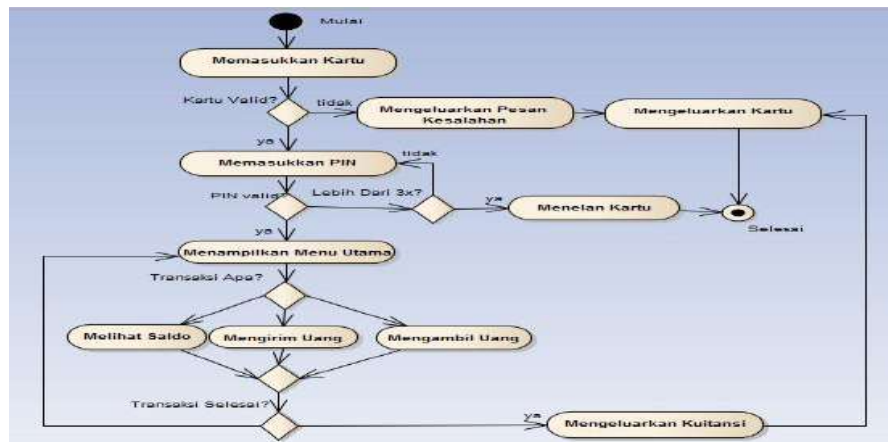 Mulai
Memasukkan Kartu
Kartu Valid?
tidak
Mengeluarkan Pesan
Kesalahan
Mengeluarkan Kartu
ya
Memasukkan PIN
tidak
PIN valid?
Lebih Dari 3x?
ya
Menelan Kartu
Selesai
ya
Menampilkan Menu Utama
Transaksi Apa?
Melihat Saldo
Mengirim Uang
Mengambil Uang
Transaksi Selesai?
ya
Mengeluarkan Kuitansi